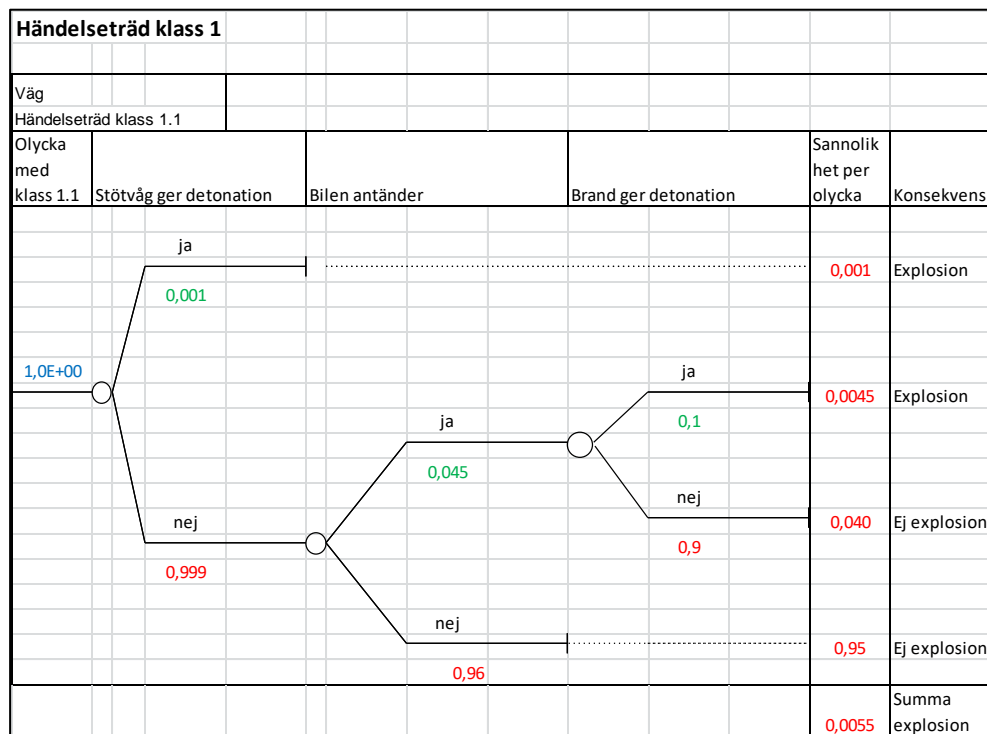 Händelseträd klass 1
Väg
Händelseträd klass 1.1
Olycka
med
klass 1.1
Stötvåg ger detonation
Bilen antänder
Brand ger detonation
Sannolik
het per
olycka
Konsekvens
ja
0,001
0,001
Explosion
1,0E+00
ja
0,0045
Explosion
ja
0,1
0,045
nej
0,040
Ej explosion
nej
0,9
0,999
nej
0,95
Ej explosion
0,96
Summa
explosion
0,0055